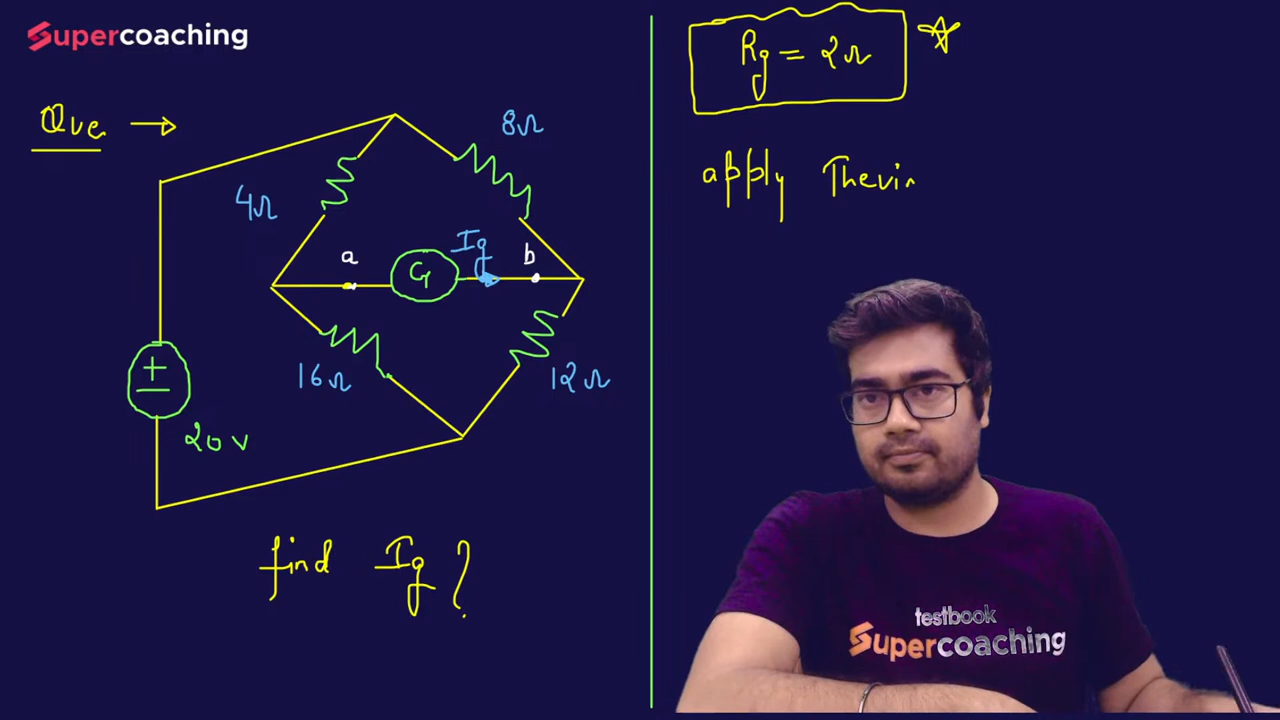 Supercoaching
Que →
Rg = 2Ω
apply Thevin
8Ω
4Ω
a
G
Ig
b
16Ω
12Ω
+
20V
find Ig ?
testbook
Supercoaching